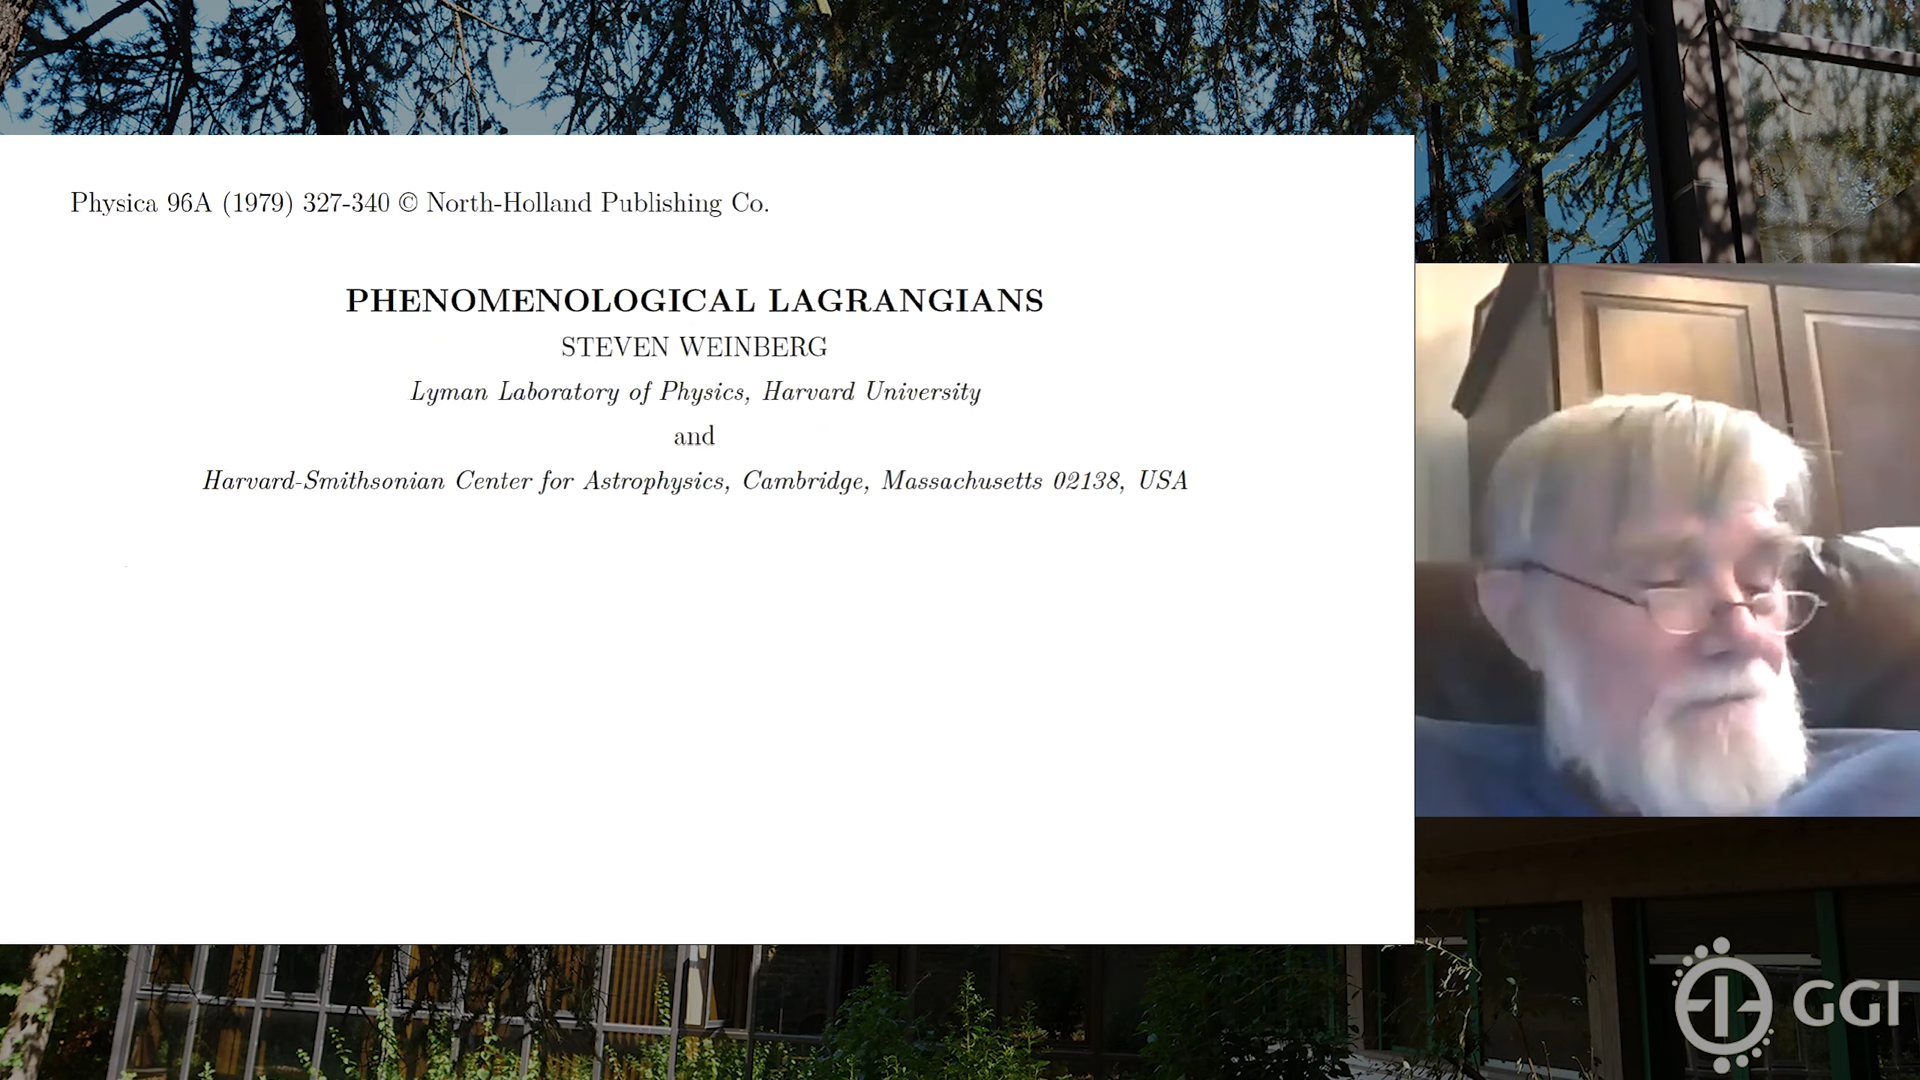 Physica 96A (1979) 327-340 © North-Holland Publishing Co.
PHENOMENOLOGICAL LAGRANGIANS
STEVEN WEINBERG
Lyman Laboratory of Physics, Harvard University
and
Harvard-Smithsonian Center for Astrophysics, Cambridge, Massachusetts 02138, USA
GGI